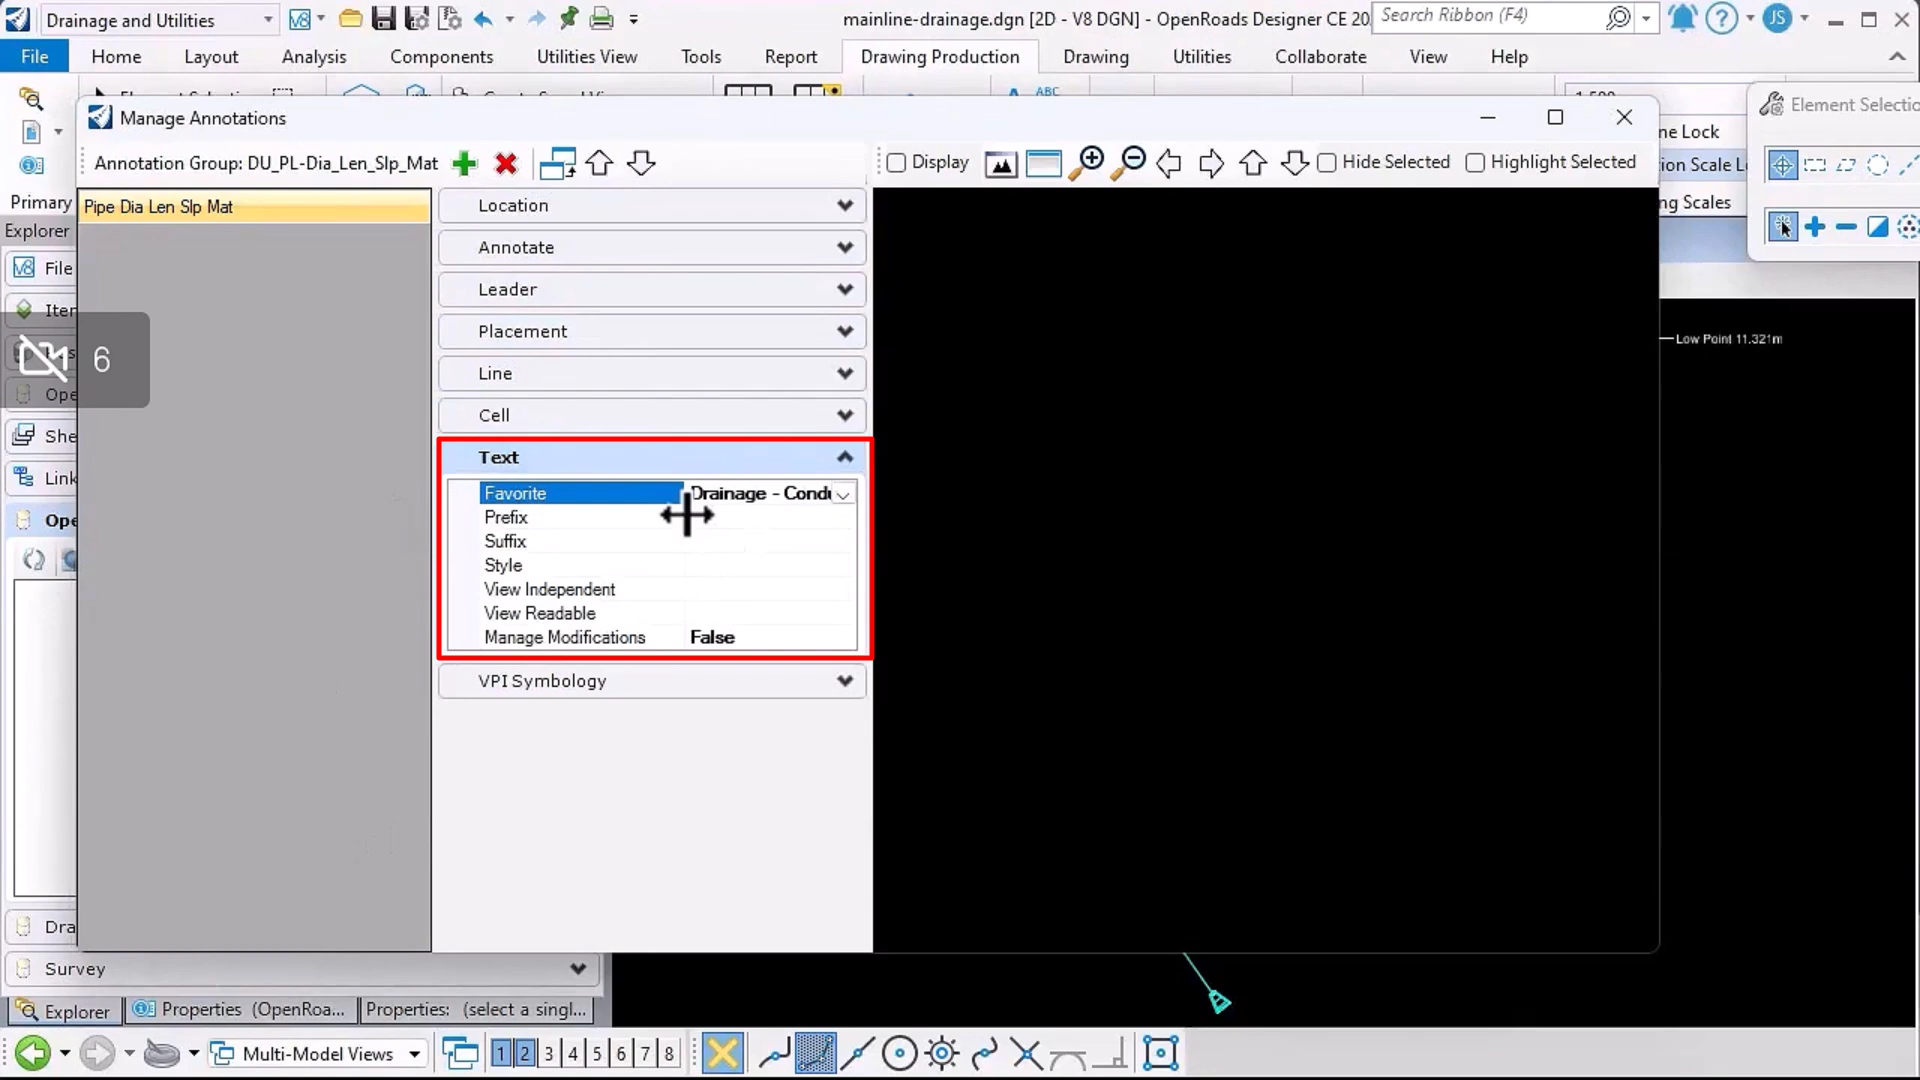 Drainage and Utilities
mainline-drainage.dgn [2D - V8 DGN] - OpenRoads Designer CE 20
Search Ribbon (F4)
JS
File
Home
Layout
Analysis
Components
Utilities View
Tools
Report
Drawing Production
Drawing
Utilities
Collaborate
View
Help
ABC
Element Selectio
Manage Annotations
ne Lock
Annotation Group: DU_PL-Dia_Len_Slp_Mat
Display
Hide Selected
Highlight Selected
ion Scale L
Primary
ng Scales
Pipe Dia Len Slp Mat
Location
Explorer
Annotate
File
Leader
Iter
Placement
6
Line
Ope
Cell
She
Text
Link
Favorite
Drainage - Condu
Ope
Prefix
Suffix
Style
View Independent
View Readable
Manage Modifications
False
VPI Symbology
Low Point 11.321m
Dra
Survey
Explorer
Properties (OpenRoa...
Properties: (select a singl...
Multi-Model Views
1 2 3 4 5 6 7 8